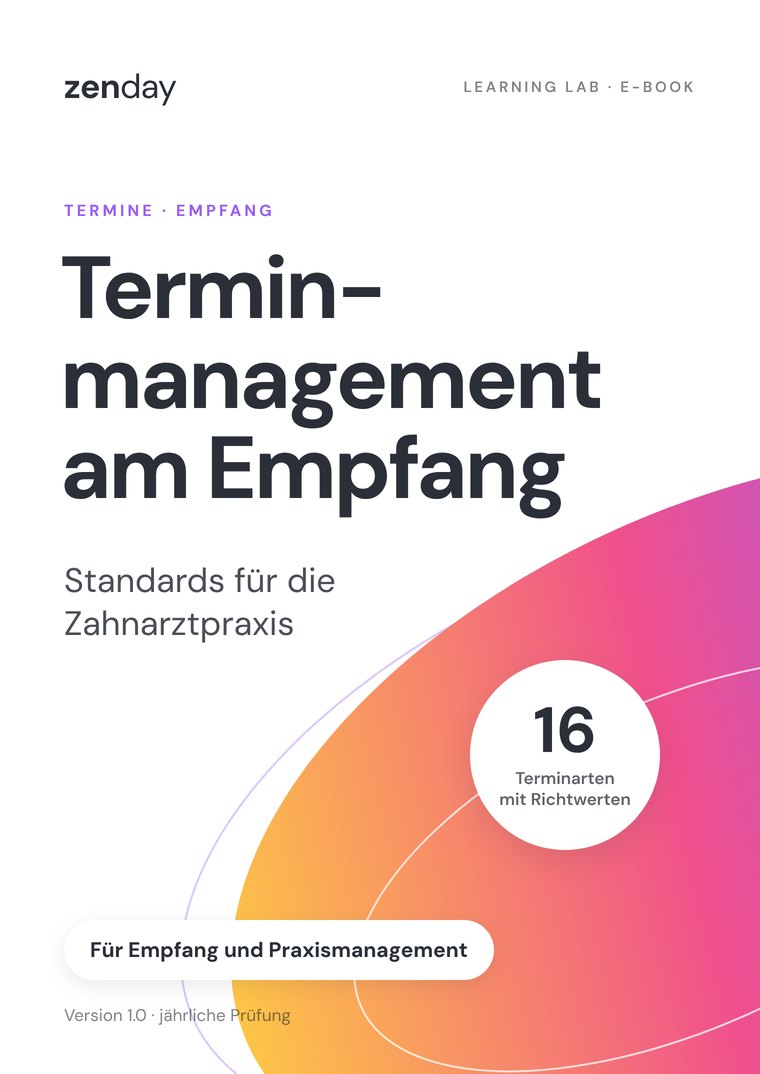 zenday
LEARNING LAB · E-BOOK
TERMINE · EMPFANG
Termin-
management
am Empfang
Standards für die
Zahnarztpraxis
16
Terminarten
mit Richtwerten
Für Empfang und Praxismanagement
Version 1.0 · jährliche Prüfung